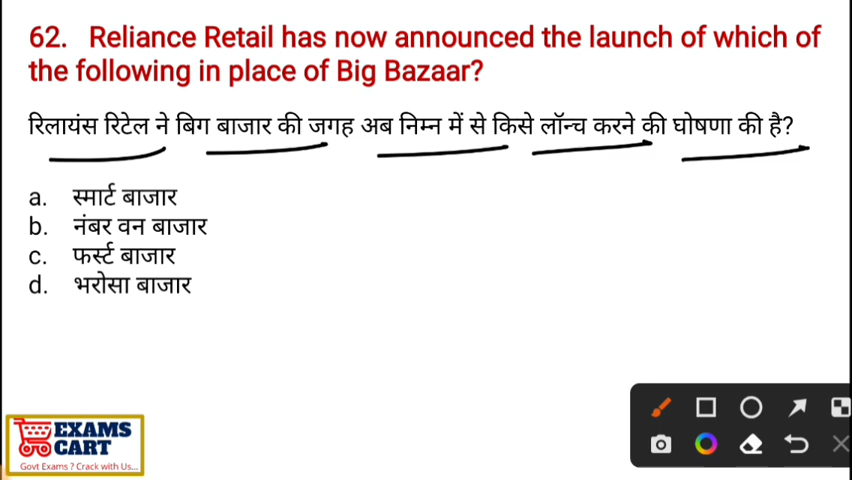 62. Reliance Retail has now announced the launch of which of
the following in place of Big Bazaar?
रिलायंस रिटेल ने बिग बाजार की जगह अब निम्न में से किसे लॉन्च करने की घोषणा की है?
a. स्मार्ट बाजार
b. नंबर वन बाजार
c. फर्स्ट बाजार
d. भरोसा बाजार
EXAMS
CART
Govt Exams ? Crack with Us...